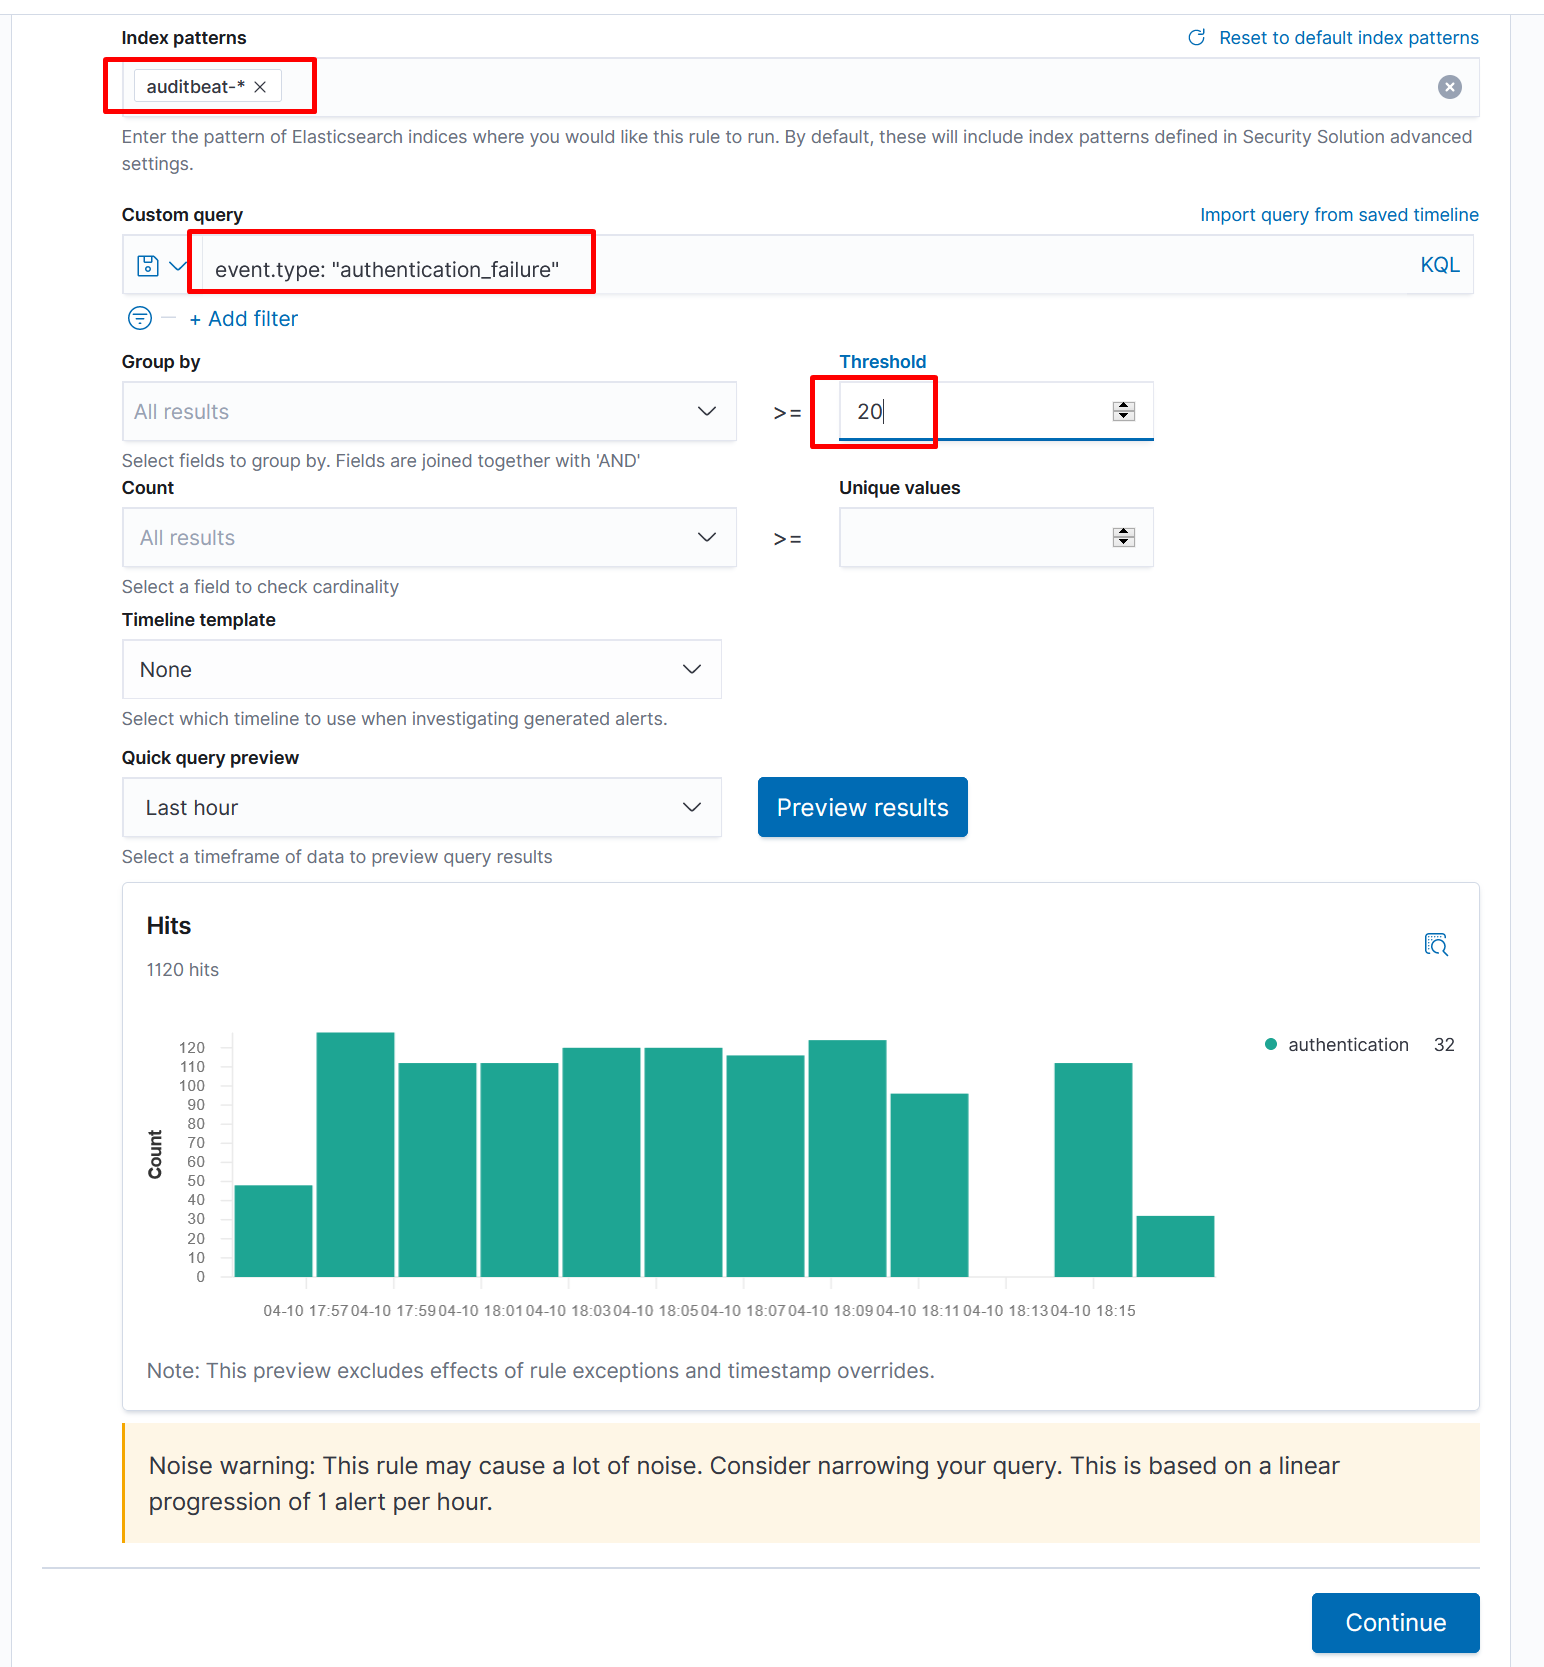 Index patterns
Reset to default index patterns
auditbeat-*
Enter the pattern of Elasticsearch indices where you would like this rule to run. By default, these will include index patterns defined in Security Solution advanced
settings.
Custom query
Import query from saved timeline
event.type: "authentication_failure"
KQL
+ Add filter
Group by
Threshold
All results
>=
20
Select fields to group by. Fields are joined together with 'AND'
Count
Unique values
All results
>=
Select a field to check cardinality
Timeline template
None
Select which timeline to use when investigating generated alerts.
Quick query preview
Last hour
Preview results
Select a timeframe of data to preview query results
Hits
1120 hits
authentication 32
Count
120
110
100
90
80
70
60
50
40
30
20
10
0
04-10 17:57 04-10 17:59 04-10 18:01 04-10 18:03 04-10 18:05 04-10 18:07 04-10 18:09 04-10 18:11 04-10 18:13 04-10 18:15
Note: This preview excludes effects of rule exceptions and timestamp overrides.
Noise warning: This rule may cause a lot of noise. Consider narrowing your query. This is based on a linear
progression of 1 alert per hour.
Continue